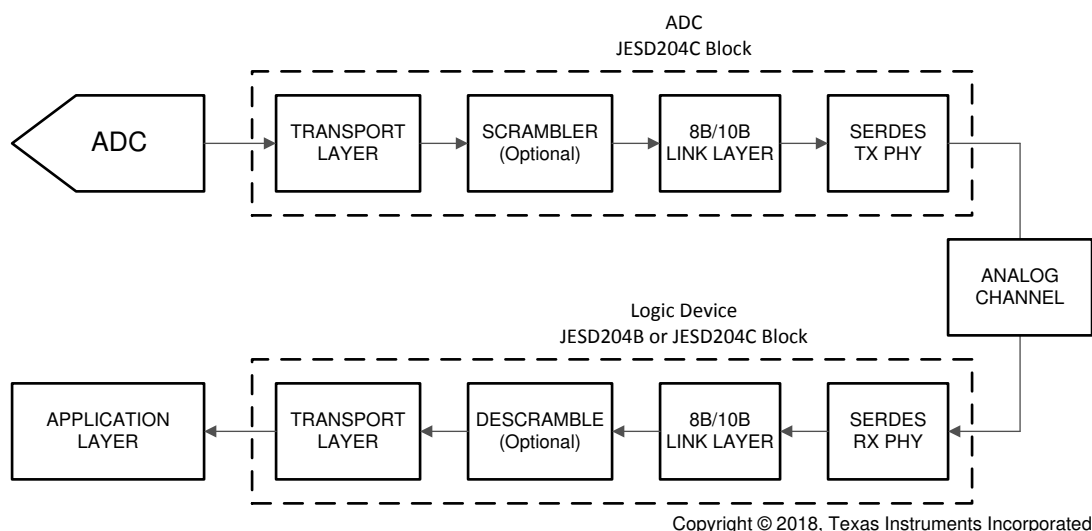 ADC
JESD204C Block
ADC
TRANSPORT
LAYER
SCRAMBLER
(Optional)
8B/10B
LINK LAYER
SERDES
TX PHY
ANALOG
CHANNEL
Logic Device
JESD204B or JESD204C Block
APPLICATION
LAYER
TRANSPORT
LAYER
DESCRAMBLE
(Optional)
8B/10B
LINK LAYER
SERDES
RX PHY
Copyright © 2018, Texas Instruments Incorporated